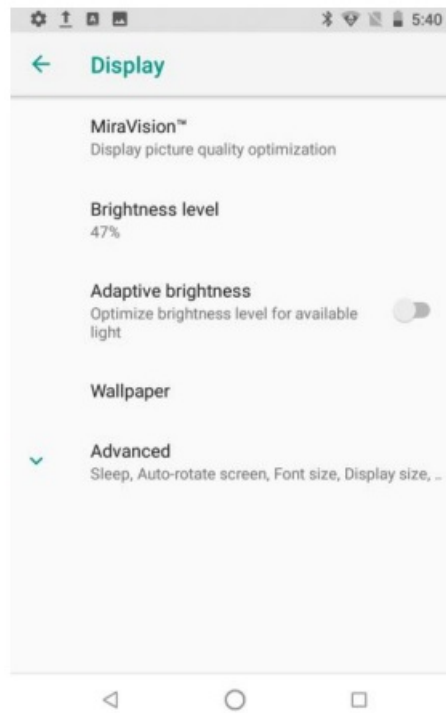 5:40
Display
MiraVision™
Display picture quality optimization
Brightness level
47%
Adaptive brightness
Optimize brightness level for available
light
Wallpaper
Advanced
Sleep, Auto-rotate screen, Font size, Display size, ..